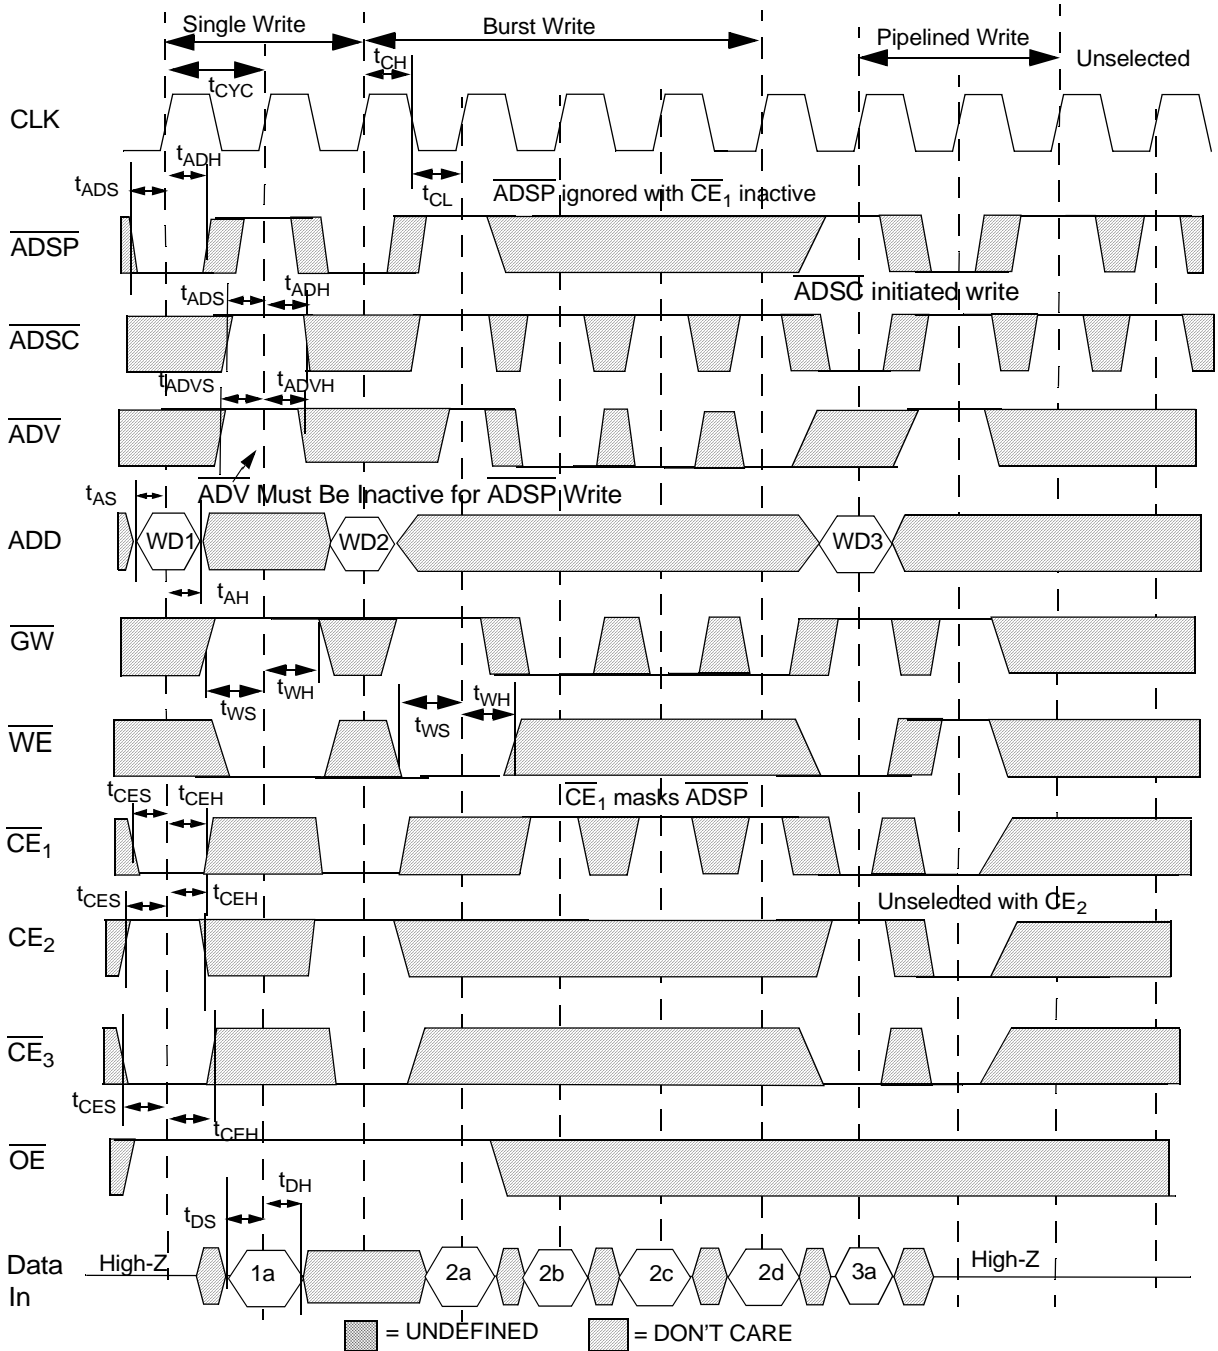 Single Write
Burst Write
Pipelined Write
Unselected
tCH
tCYC
CLK
tADH
tADS
tCL
ADSP ignored with CE1 inactive
ADSP
tADS
tADH
ADSC initiated write
ADSC
tADVS
tADVH
ADV
tAS
ADV Must Be Inactive for ADSP Write
ADD
WD1
WD2
WD3
tAH
GW
tWS
tWH
tWS
tWH
WE
tCES
tCEH
CE1 masks ADSP
CE1
tCES
tCEH
Unselected with CE2
CE2
CE3
tCES
tCEH
OE
tDH
tDS
Data
In
High-Z
1a
2a
2b
2c
2d
3a
High-Z
= UNDEFINED
= DON'T CARE